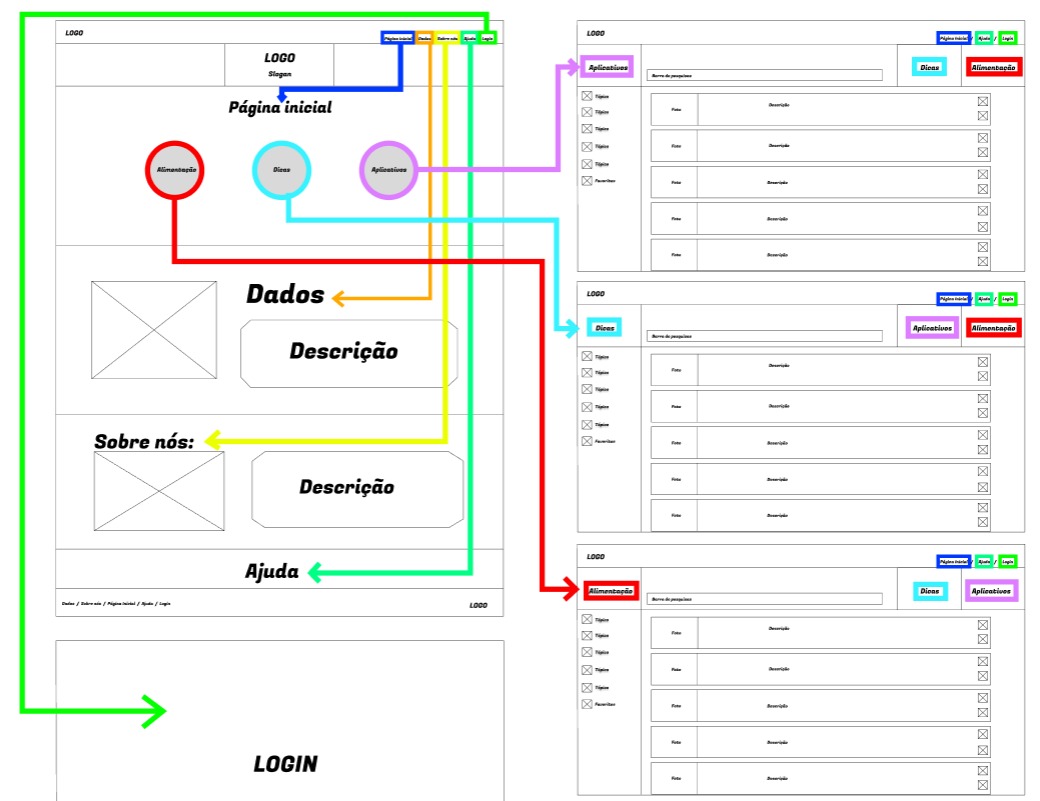 LOGO
Página inicial Dados Sobre nós Ajuda Login
LOGO
Slogan
Página inicial
Alimentação Dicas Aplicativos
Dados
Descrição
Sobre nós:
Descrição
Ajuda
Dados / Sobre nós / Página inicial / Ajuda / Login
LOGO
LOGIN
LOGO
Página inicial / Ajuda / Login
Aplicativos
Barra de pesquisas
Dicas
Alimentação
Tópico
Tópico
Tópico
Tópico
Tópico
Favoritos
Foto Descrição
Foto Descrição
Foto Descrição
Foto Descrição
Foto Descrição
LOGO
Página inicial / Ajuda / Login
Dicas
Barra de pesquisas
Aplicativos
Alimentação
Tópico
Tópico
Tópico
Tópico
Tópico
Favoritos
Foto Descrição
Foto Descrição
Foto Descrição
Foto Descrição
Foto Descrição
LOGO
Página inicial / Ajuda / Login
Alimentação
Barra de pesquisas
Dicas
Aplicativos
Tópico
Tópico
Tópico
Tópico
Tópico
Favoritos
Foto Descrição
Foto Descrição
Foto Descrição
Foto Descrição
Foto Descrição